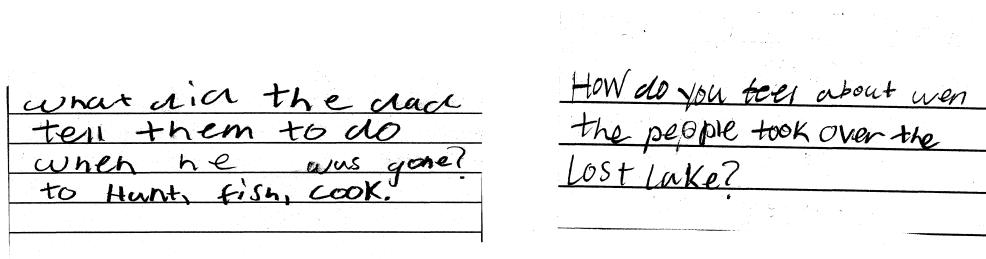 what did the dad
tell them to do
when he was gone?
to Hunt, fish, cook.
How do you feel about wen
the people took over the
Lost Lake?